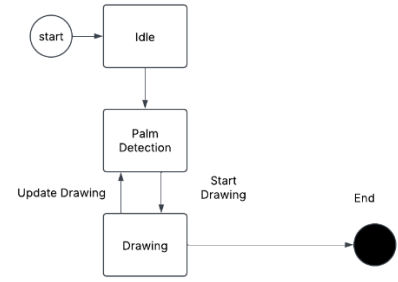 start
Idle
Palm
Detection
Update Drawing
Start
Drawing
End
Drawing